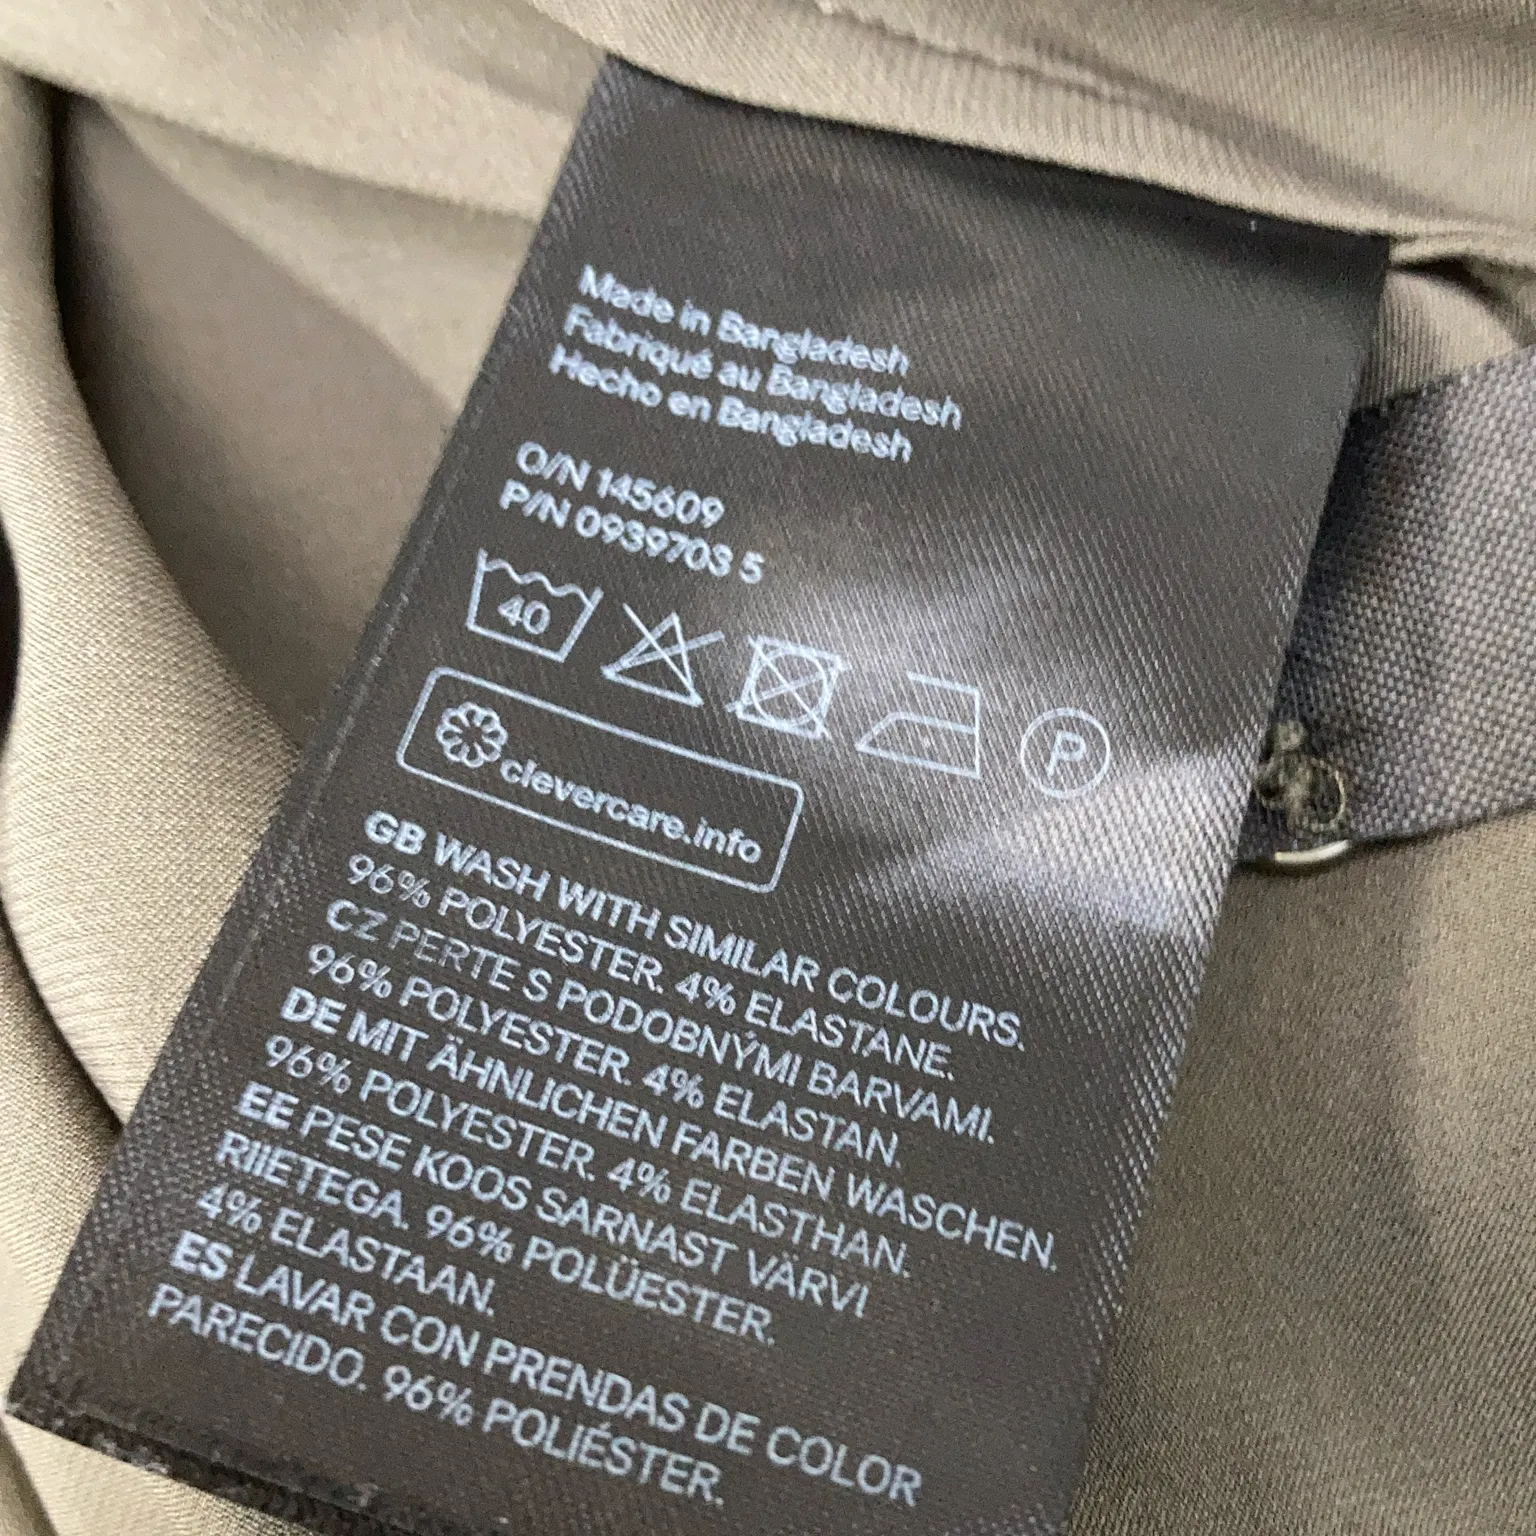 Made in Bangladesh
Fabriqué au Bangladesh
Hecho en Bangladesh
O/N 145609
P/N 0939703 5
40
P
clevercare.info
GB WASH WITH SIMILAR COLOURS.
96% POLYESTER. 4% ELASTANE.
CZ PERTE S PODOBNÝMI BARVAMI.
96% POLYESTER. 4% ELASTAN.
DE MIT ÄHNLICHEN FARBEN WASCHEN.
96% POLYESTER. 4% ELASTHAN.
EE PESE KOOS SARNAST VÄRVI
RIIETEGA. 96% POLÜESTER.
4% ELASTAAN.
ES LAVAR CON PRENDAS DE COLOR
PARECIDO. 96% POLIÉSTER.